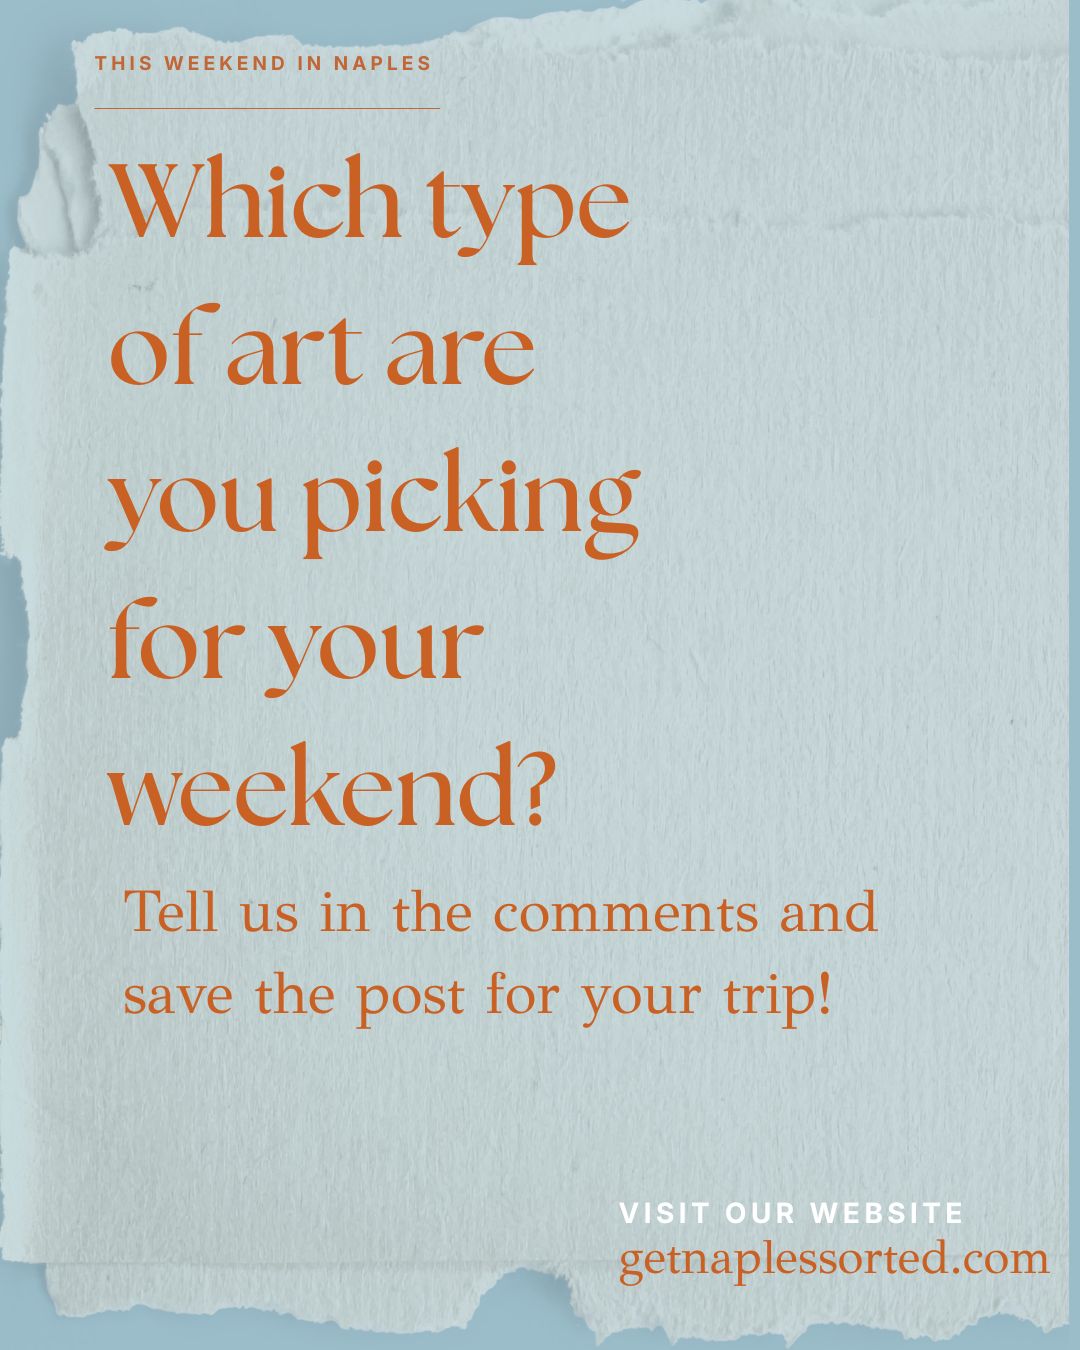 THIS WEEKEND IN NAPLES
Which type
of art are
you picking
for your
weekend?
Tell us in the comments and
save the post for your trip!
VISIT OUR WEBSITE
getnaplessorted.com